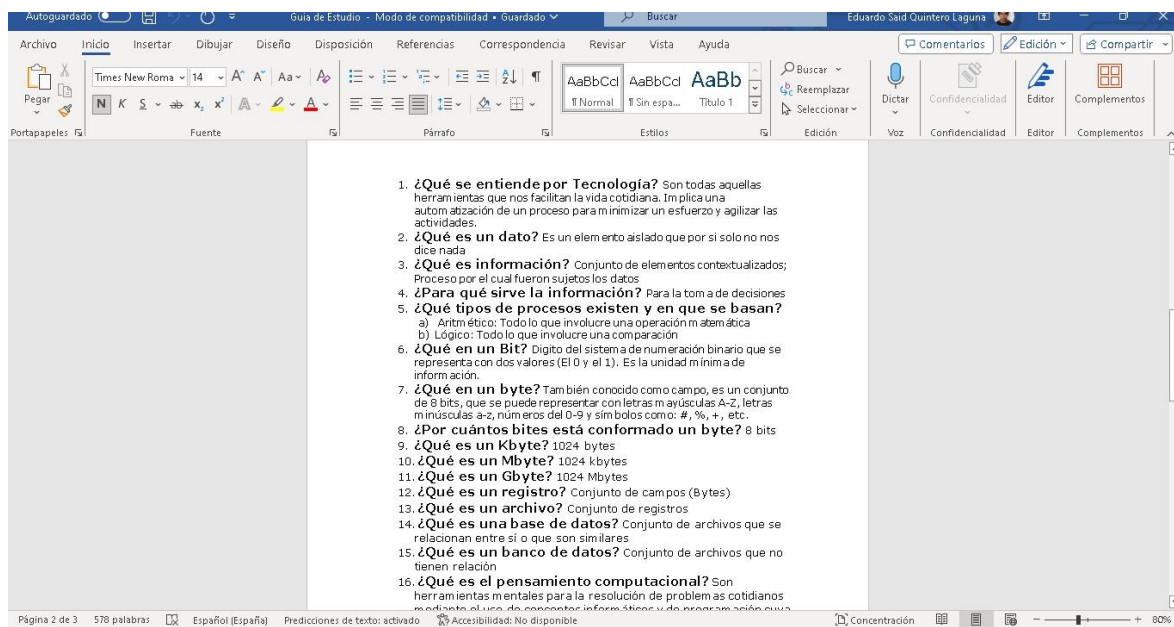 Autoguardado Guia de Estudio - Modo de compatibilidad • Guardado Buscar Eduardo Said Quintero Laguna
Archivo Inicio Insertar Dibujar Diseño Disposición Referencias Correspondencia Revisar Vista Ayuda Comentarios Edición Compartir
Pegar Times New Roma 14 A A Aa A
N K S ab x₂ x² A A
AaBbCcI AaBbCcI AaBb
¶ Normal ¶ Sin espa... Título 1
Buscar
Reemplazar
Seleccionar
Dictar Confidencialidad Editor Complementos
Portapapeles Fuente Párrafo Estilos Edición Voz Confidencialidad Editor Complementos
1. ¿Qué se entiende por Tecnología? Son todas aquellas
herramientas que nos facilitan la vida cotidiana. Implica una
automatización de un proceso para minimizar un esfuerzo y agilizar las
actividades.
2. ¿Qué es un dato? Es un elemento aislado que por si solo no nos
dice nada
3. ¿Qué es información? Conjunto de elementos contextualizados;
Proceso por el cual fueron sujetos los datos
4. ¿Para qué sirve la información? Para la toma de decisiones
5. ¿Qué tipos de procesos existen y en que se basan?
a) Aritmético: Todo lo que involucre una operación matemática
b) Lógico: Todo lo que involucre una comparación
6. ¿Qué en un Bit? Digito del sistema de numeración binario que se
representa con dos valores (El 0 y el 1). Es la unidad mínima de
información.
7. ¿Qué en un byte? También conocido como campo, es un conjunto
de 8 bits, que se puede representar con letras mayúsculas A-Z, letras
minúsculas a-z, números del 0-9 y símbolos como: #, %, +, etc.
8. ¿Por cuántos bites está conformado un byte? 8 bits
9. ¿Qué es un Kbyte? 1024 bytes
10. ¿Qué es un Mbyte? 1024 kbytes
11. ¿Qué es un Gbyte? 1024 Mbytes
12. ¿Qué es un registro? Conjunto de campos (Bytes)
13. ¿Qué es un archivo? Conjunto de registros
14. ¿Qué es una base de datos? Conjunto de archivos que se
relacionan entre sí o que son similares
15. ¿Qué es un banco de datos? Conjunto de archivos que no
tienen relación
16. ¿Qué es el pensamiento computacional? Son
herramientas mentales para la resolución de problemas cotidianos
mediante el uso de conceptos informáticos y de programación cuya
Página 2 de 3 578 palabras Español (España) Predicciones de texto: activado Accesibilidad: No disponible Concentración 80%